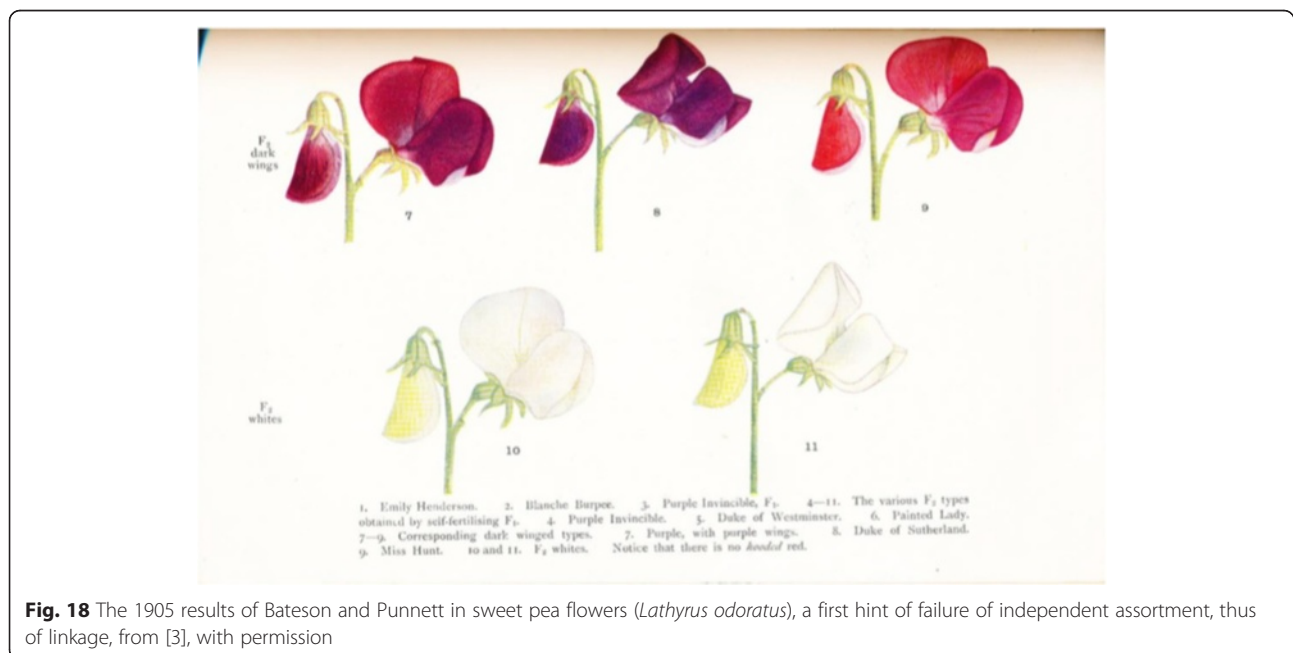 F2
dark
wings
7
8
9
F2
whites
10
11
1. Emily Henderson. 2. Blanche Burpee. 3. Purple Invincible, F1. 4—11. The various F2 types
obtained by self-fertilising F1. 4. Purple Invincible. 5. Duke of Westminster. 6. Painted Lady.
7—9. Corresponding dark winged types. 7. Purple, with purple wings. 8. Duke of Sutherland.
9. Miss Hunt. 10 and 11. F2 whites. Notice that there is no hooded red.
Fig. 18 The 1905 results of Bateson and Punnett in sweet pea flowers (Lathyrus odoratus), a first hint of failure of independent assortment, thus
of linkage, from [3], with permission